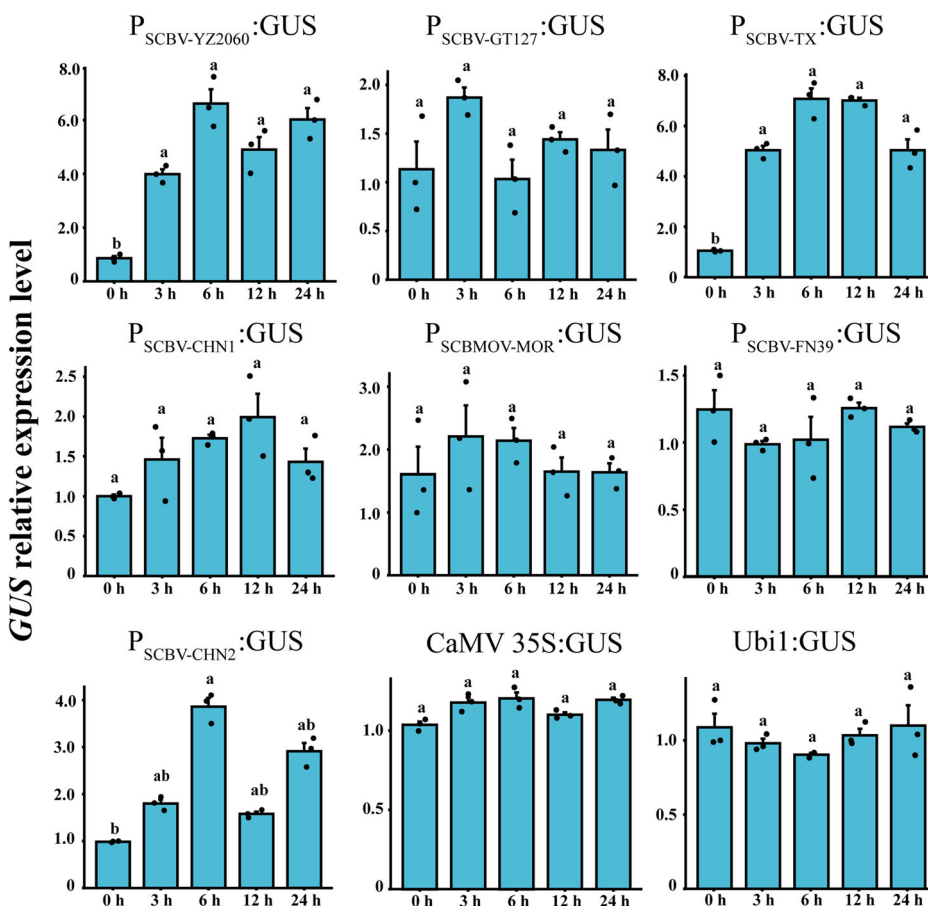 P SCBV-YZ2060:GUS
8.0
6.0
4.0
2.0
0
b
a
a
a
a
0 h 3 h 6 h 12 h 24 h
P SCBV-GT127:GUS
2.0
1.5
1.0
0.5
0
a
a
a
a
a
0 h 3 h 6 h 12 h 24 h
P SCBV-TX:GUS
8.0
6.0
4.0
2.0
0
b
a
a
a
a
0 h 3 h 6 h 12 h 24 h
GUS relative expression level
P SCBV-CHN1:GUS
2.5
2.0
1.5
1.0
0.5
0
a
a
a
a
a
0 h 3 h 6 h 12 h 24 h
P SCBMOV-MOR:GUS
3.0
2.0
1.0
0
a
a
a
a
a
0 h 3 h 6 h 12 h 24 h
P SCBV-FN39:GUS
1.5
1.0
0.5
0
a
a
a
a
a
0 h 3 h 6 h 12 h 24 h
P SCBV-CHN2:GUS
4.0
3.0
2.0
1.0
0
b
ab
a
ab
ab
0 h 3 h 6 h 12 h 24 h
CaMV 35S:GUS
1.0
0.5
0
a
a
a
a
a
0 h 3 h 6 h 12 h 24 h
Ubi1:GUS
1.0
0.5
0
a
a
a
a
a
0 h 3 h 6 h 12 h 24 h